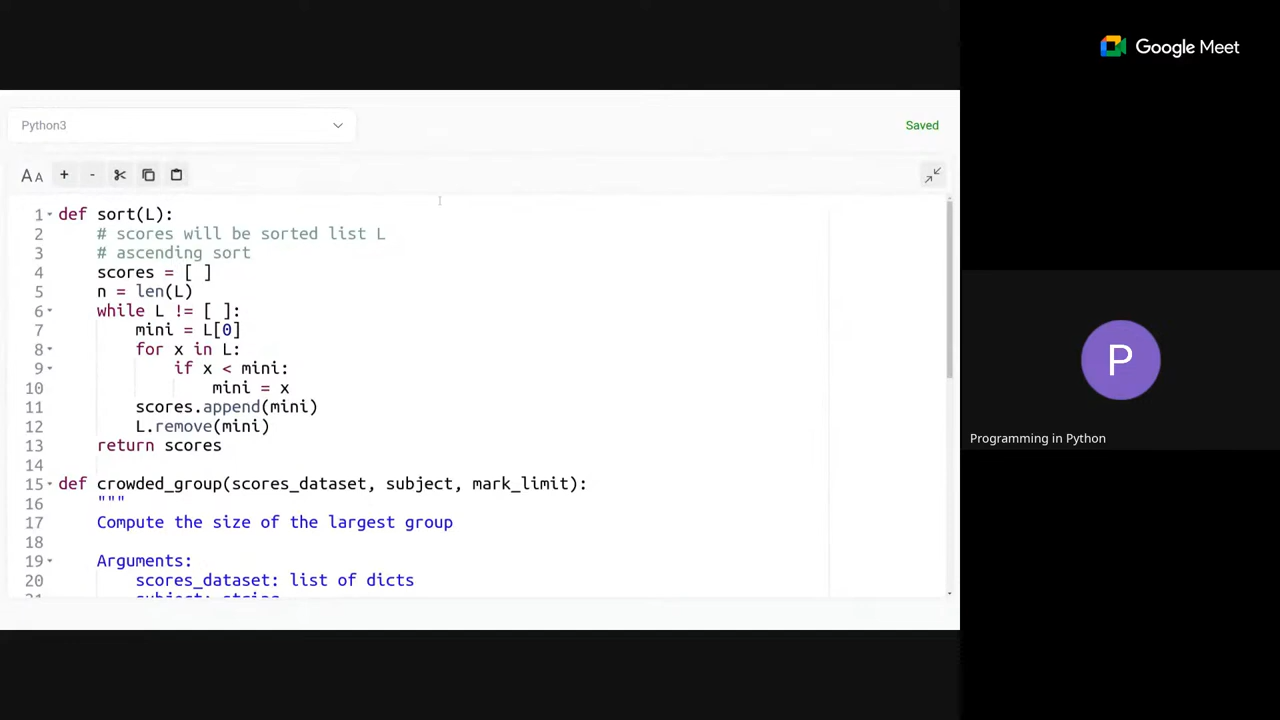 Google Meet
Python3
Saved
AA + -
1 def sort(L):
2 # scores will be sorted list L
3 # ascending sort
4 scores = [ ]
5 n = len(L)
6 while L != [ ]:
7 mini = L[0]
8 for x in L:
9 if x < mini:
10 mini = x
11 scores.append(mini)
12 L.remove(mini)
13 return scores
14
15 def crowded_group(scores_dataset, subject, mark_limit):
16 """
17 Compute the size of the largest group
18
19 Arguments:
20 scores_dataset: list of dicts
P
Programming in Python